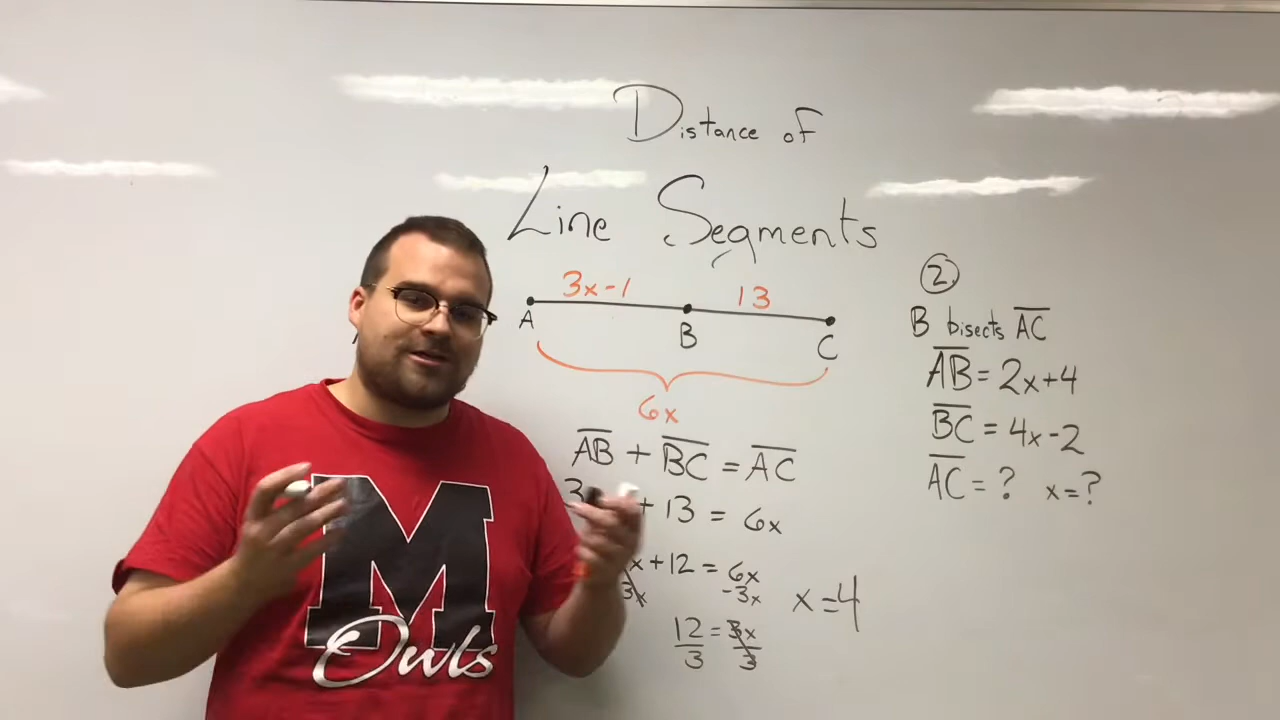 Distance of
Line Segments
3x-1 13
A B C
6x
AB + BC = AC
+ 13 = 6x
x+12 = 6x
3x -3x
12 = 3x
3 3
x=4
②
B bisects AC
AB = 2x+4
BC = 4x-2
AC = ? x=?
M
Owls